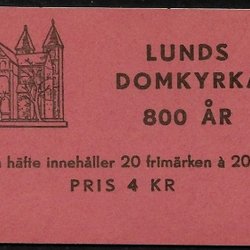 LUNDS
DOMKYRKA
800 ÅR
häfte innehåller 20 frimärken à 20
PRIS 4 KR